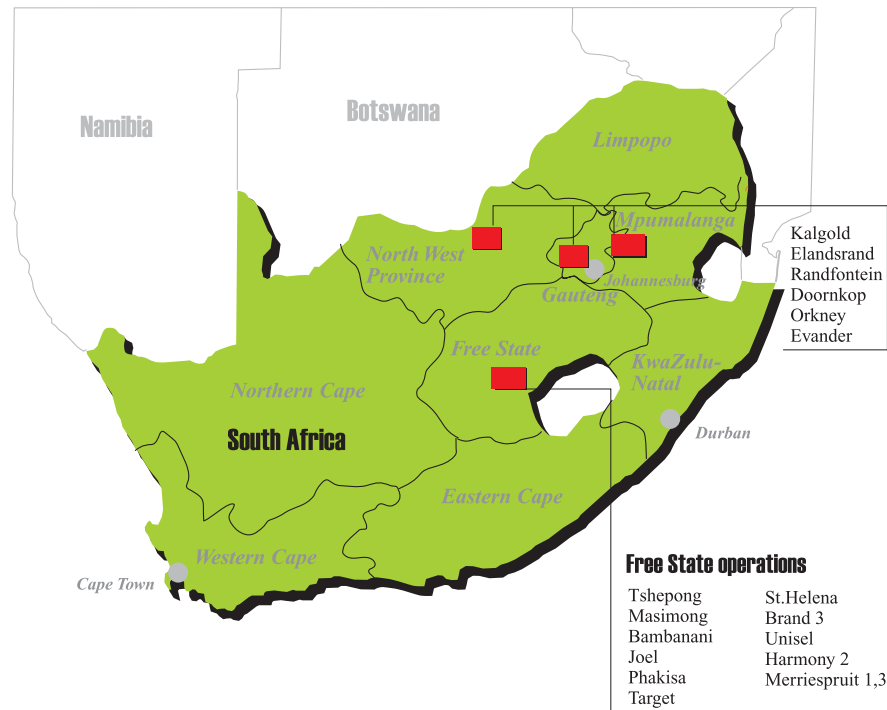 Namibia
Botswana
Limpopo
Mpumalanga
North West
Province
Johannesburg
Gauteng
Kalgold
Elandsrand
Randfontein
Doornkop
Orkney
Evander
Free State
KwaZulu-
Natal
Northern Cape
South Africa
Durban
Eastern Cape
Western Cape
Cape Town
Free State operations
Tshepong
Masimong
Bambanani
Joel
Phakisa
Target
St.Helena
Brand 3
Unisel
Harmony 2
Merriespruit 1,3